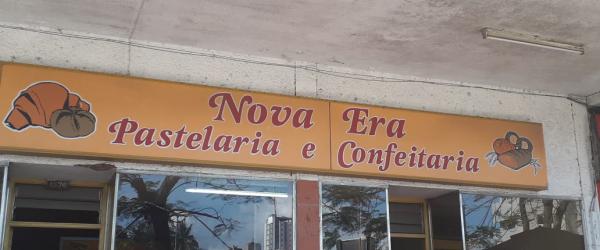 Nova Era
Pastelaria e Confeitaria